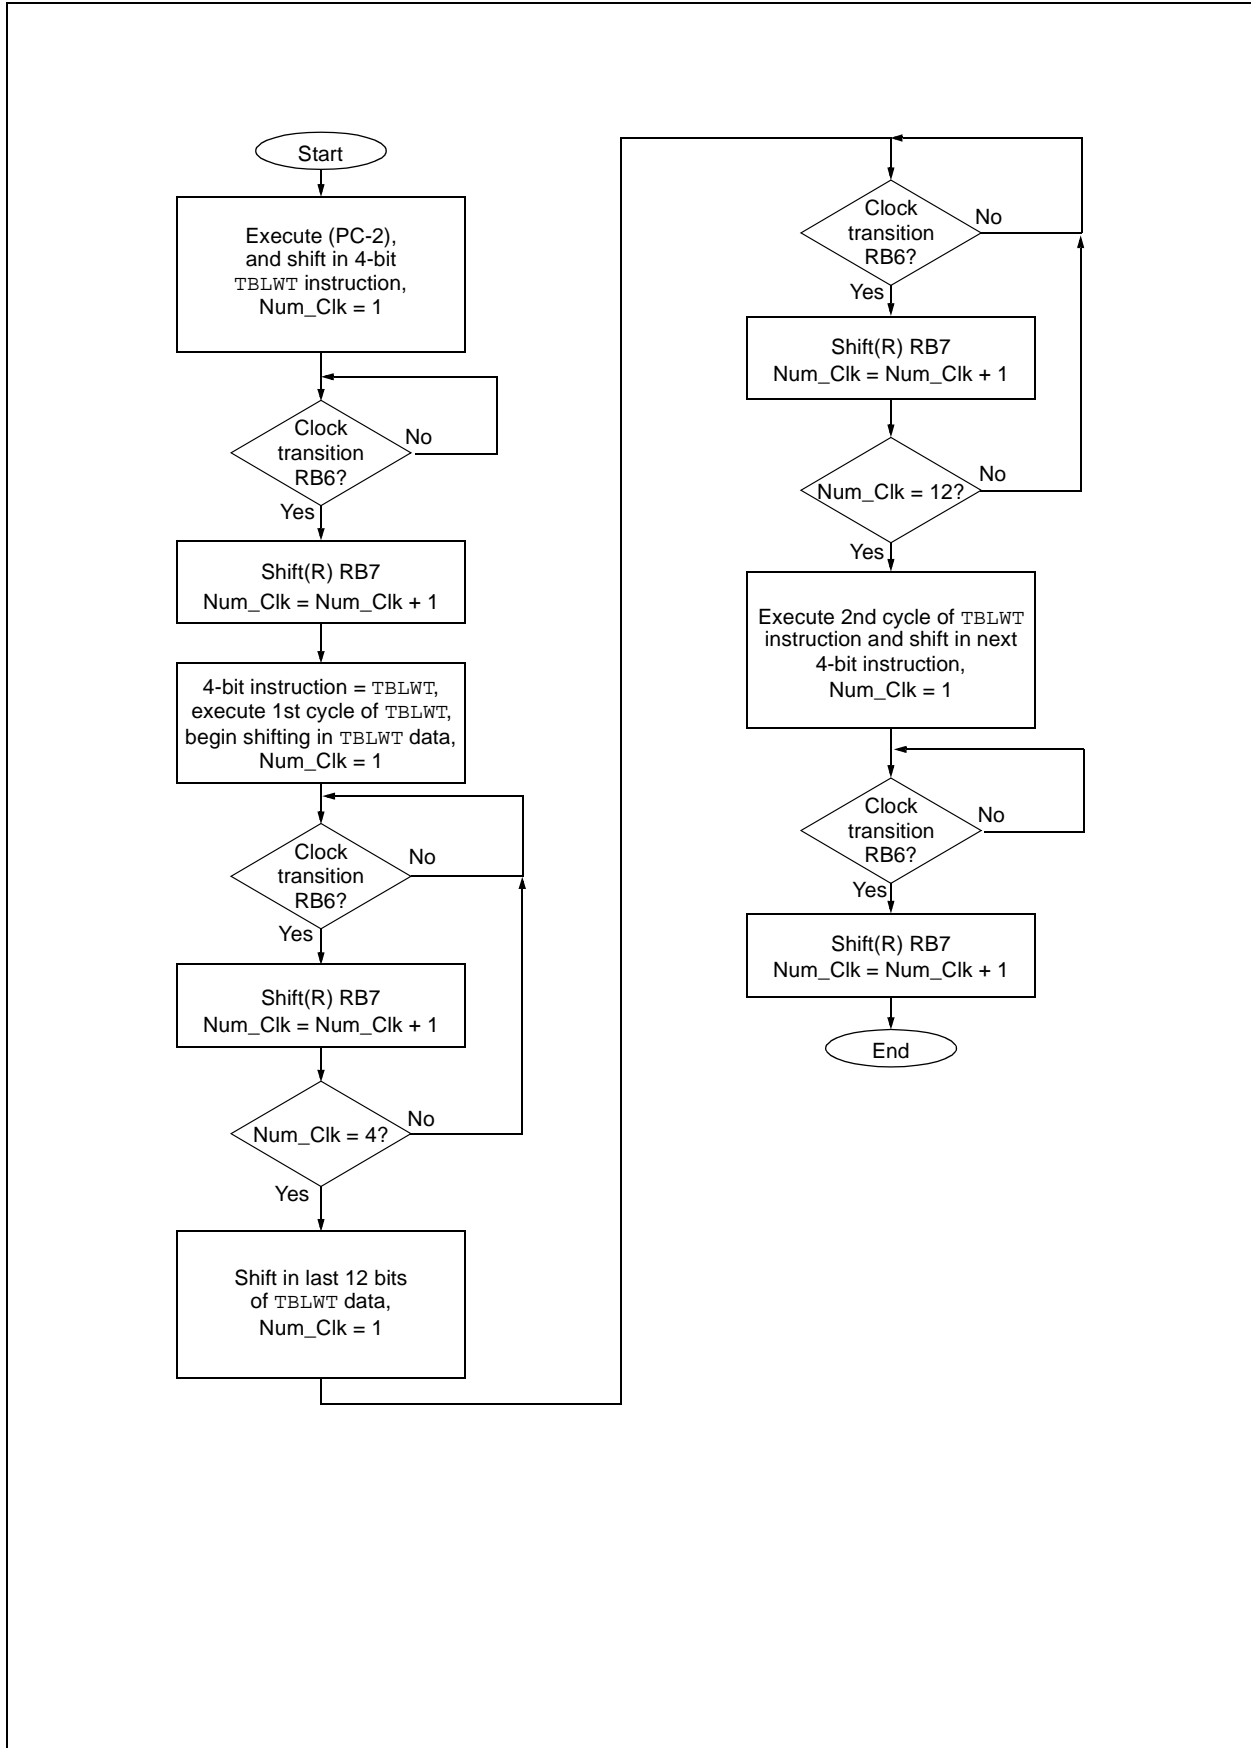 Start
Execute (PC-2),
and shift in 4-bit
TBLWT instruction,
Num_Clk = 1
Clock
transition
RB6?
No
Yes
Shift(R) RB7
Num_Clk = Num_Clk + 1
4-bit instruction = TBLWT,
execute 1st cycle of TBLWT,
begin shifting in TBLWT data,
Num_Clk = 1
Clock
transition
RB6?
No
Yes
Shift(R) RB7
Num_Clk = Num_Clk + 1
Num_Clk = 4?
No
Yes
Shift in last 12 bits
of TBLWT data,
Num_Clk = 1
Clock
transition
RB6?
No
Yes
Shift(R) RB7
Num_Clk = Num_Clk + 1
Num_Clk = 12?
No
Yes
Execute 2nd cycle of TBLWT
instruction and shift in next
4-bit instruction,
Num_Clk = 1
Clock
transition
RB6?
No
Yes
Shift(R) RB7
Num_Clk = Num_Clk + 1
End